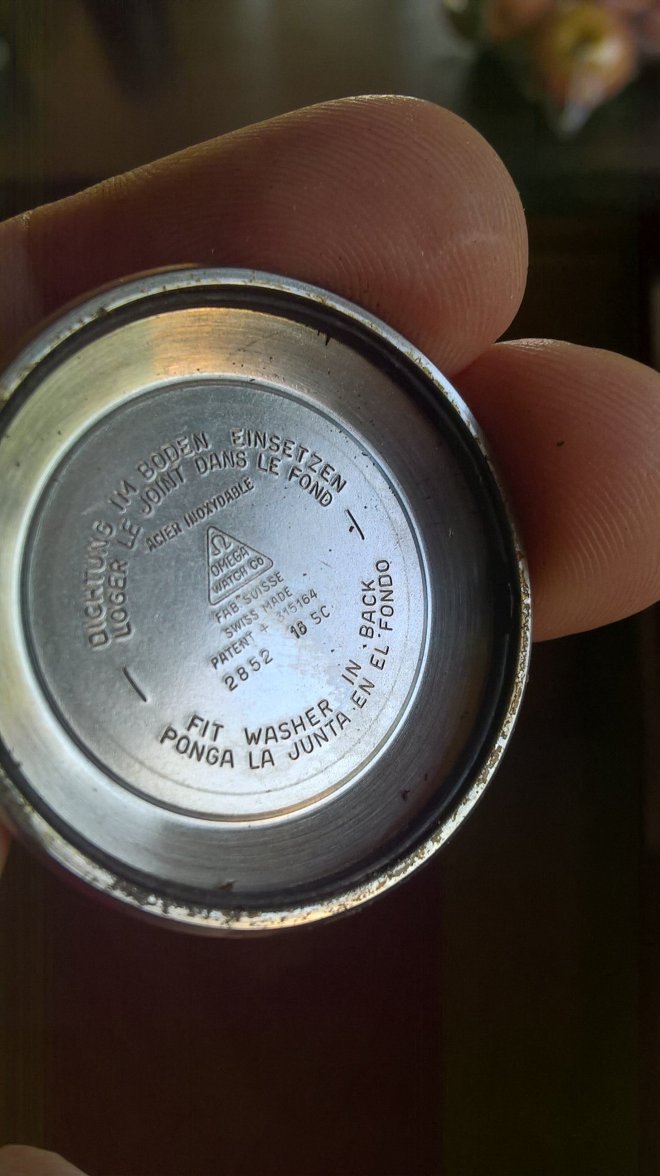 DICHTUNG IM BODEN EINSETZEN
LOGER LE JOINT DANS LE FOND
ACIER INOXYDABLE
Ω
OMEGA
WATCH Co
FAB. SUISSE
SWISS MADE
PATENT + 315164
2852 18 SC
FIT WASHER IN BACK
PONGA LA JUNTA EN EL FONDO